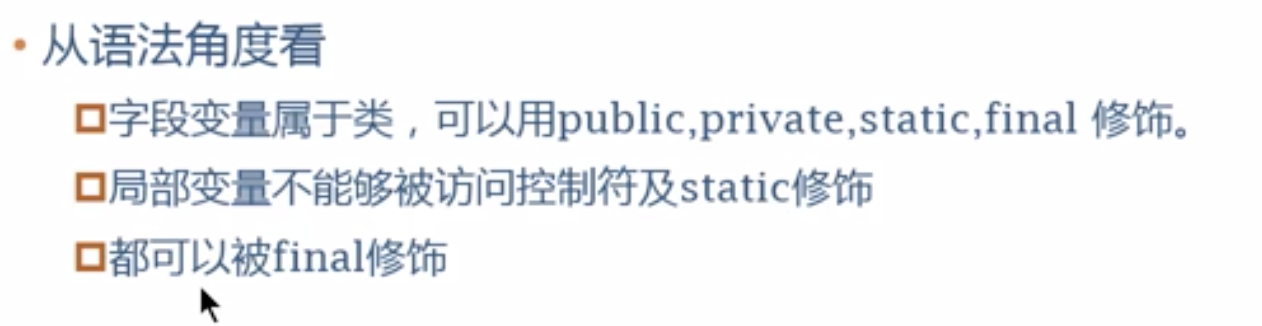 • 从语法角度看
字段变量属于类，可以用public,private,static,final 修饰。
局部变量不能够被访问控制符及static修饰
都可以被final修饰